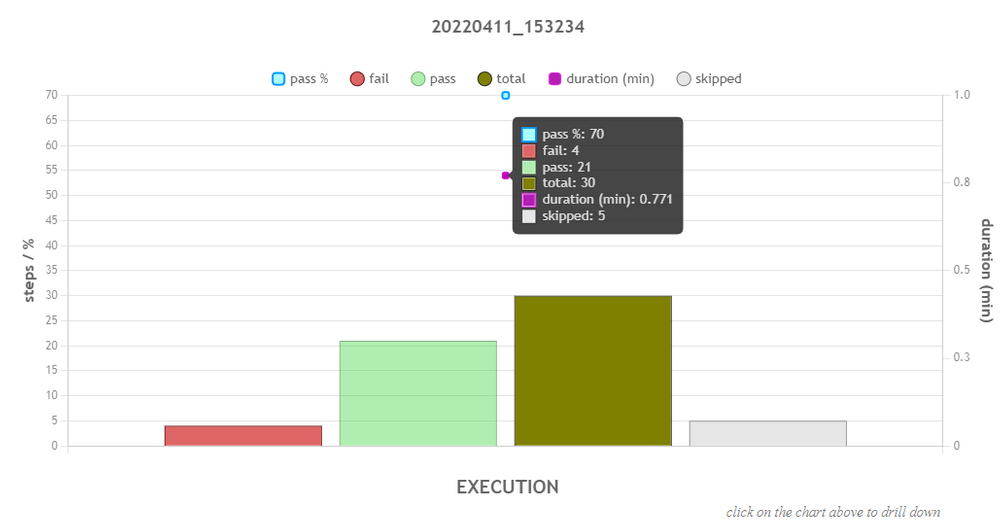 20220411_153234
pass % fail pass total duration (min) skipped
70
65
60
55
50
45
40
35
30
25
20
15
10
5
0
steps / %
pass %: 70
fail: 4
pass: 21
total: 30
duration (min): 0.771
skipped: 5
1.0
0.8
0.5
0.3
0
duration (min)
EXECUTION
click on the chart above to drill down